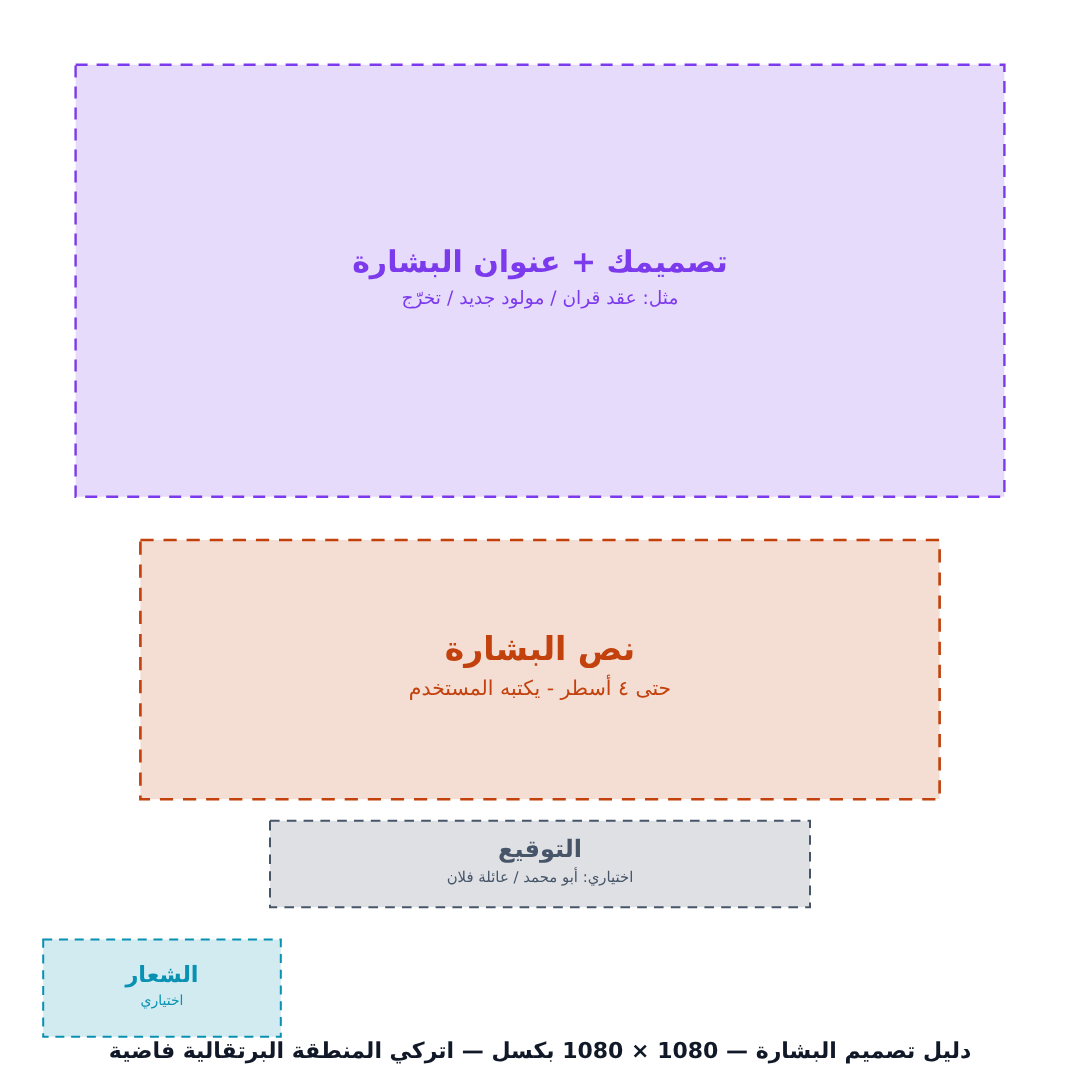 تصميمك + عنوان البشارة
مثل: عقد قران / مولود جديد / تخرّج
نص البشارة
حتى ٤ أسطر - يكتبه المستخدم
التوقيع
اختياري: أبو محمد / عائلة فلان
الشعار
اختياري
دليل تصميم البشارة — 1080 × 1080 بكسل — اتركي المنطقة البرتقالية فاضية